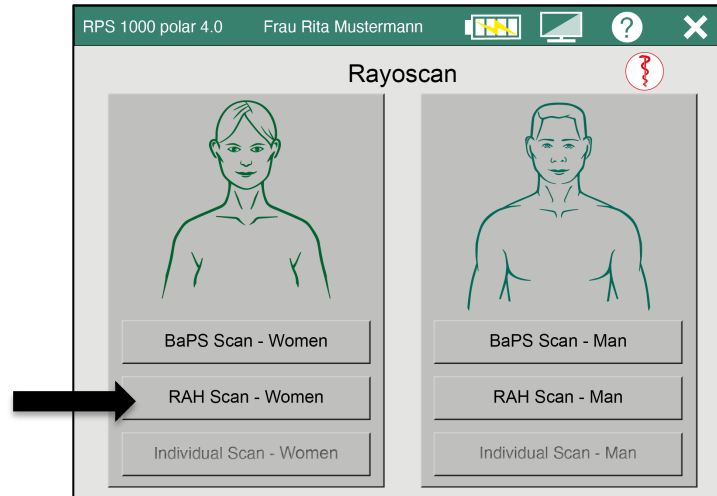 RPS 1000 polar 4.0 Frau Rita Mustermann ?
Rayoscan
BaPS Scan - Women
RAH Scan - Women
Individual Scan - Women
BaPS Scan - Man
RAH Scan - Man
Individual Scan - Man